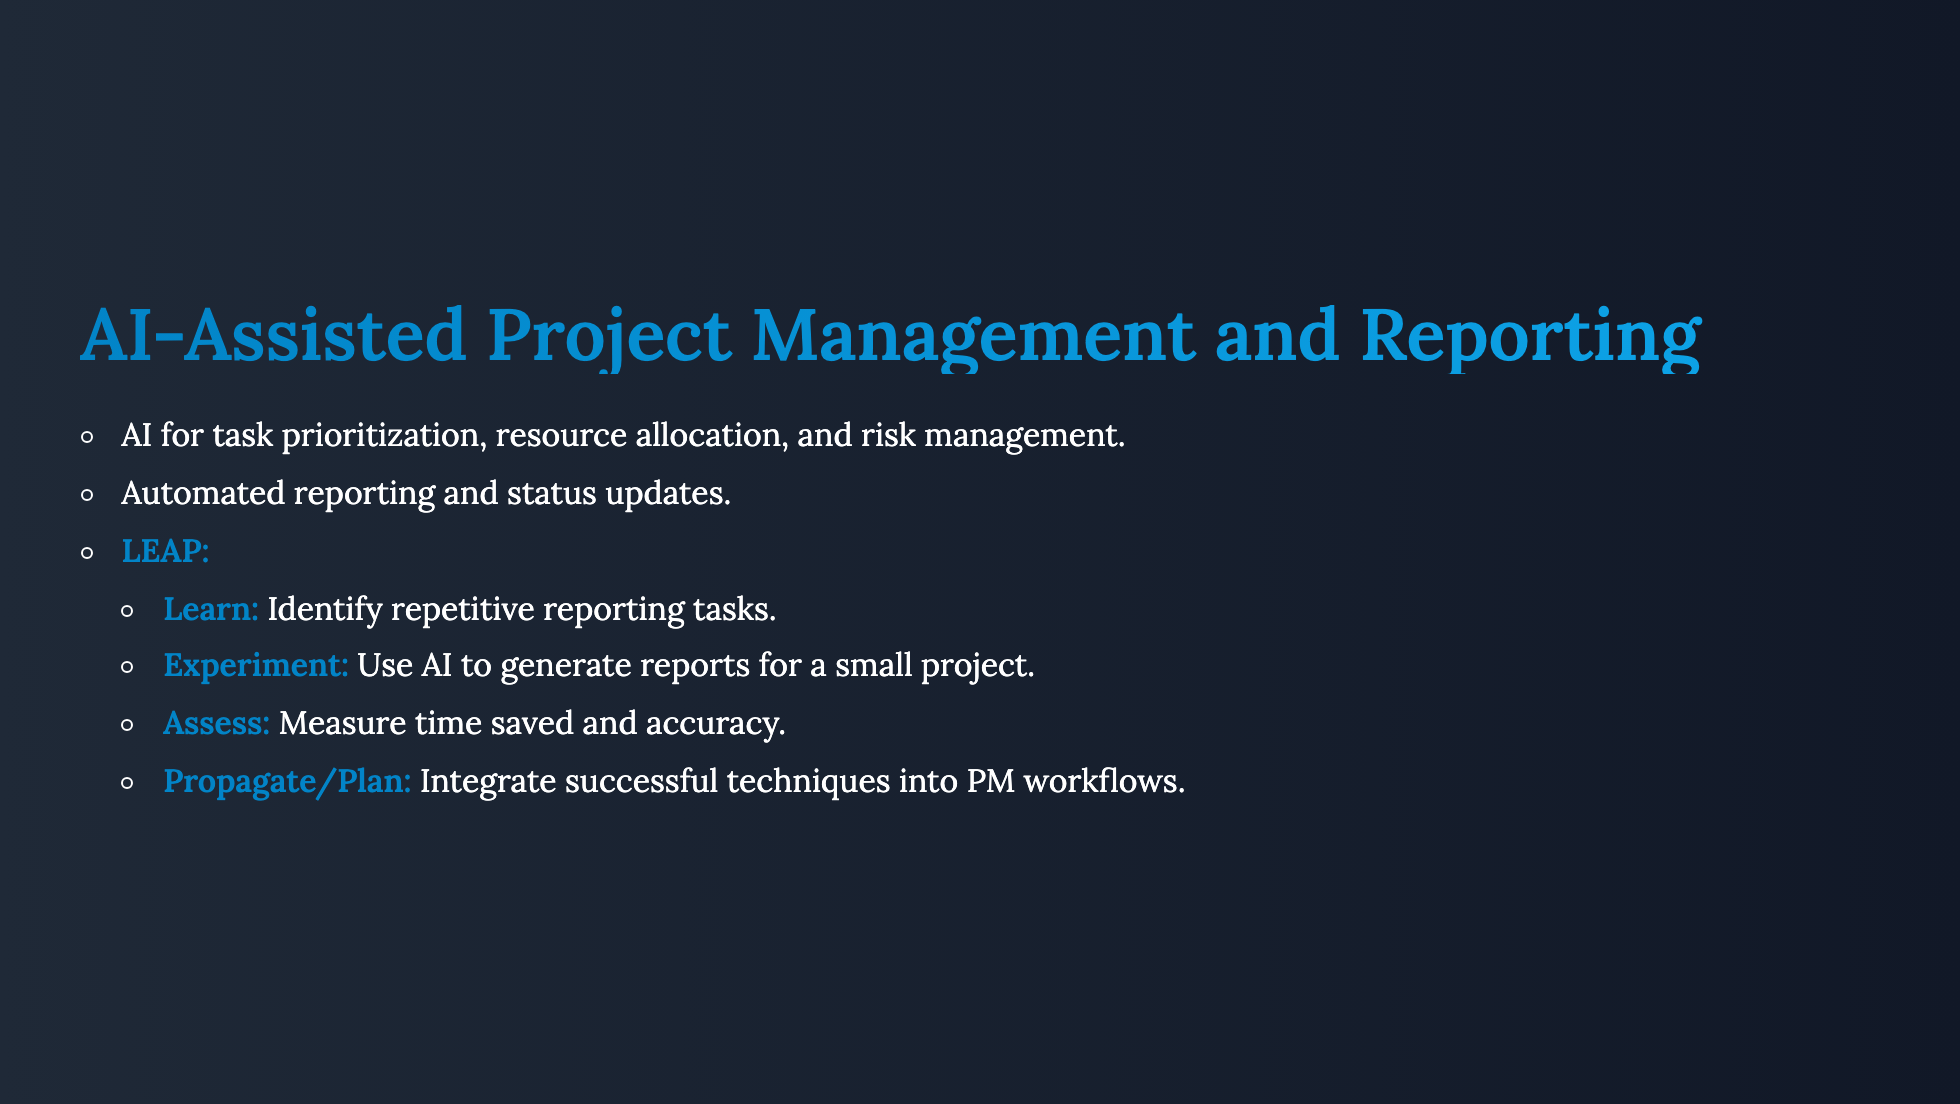 AI-Assisted Project Management and Reporting
AI for task prioritization, resource allocation, and risk management.
Automated reporting and status updates.
LEAP:
Learn: Identify repetitive reporting tasks.
Experiment: Use AI to generate reports for a small project.
Assess: Measure time saved and accuracy.
Propagate/Plan: Integrate successful techniques into PM workflows.